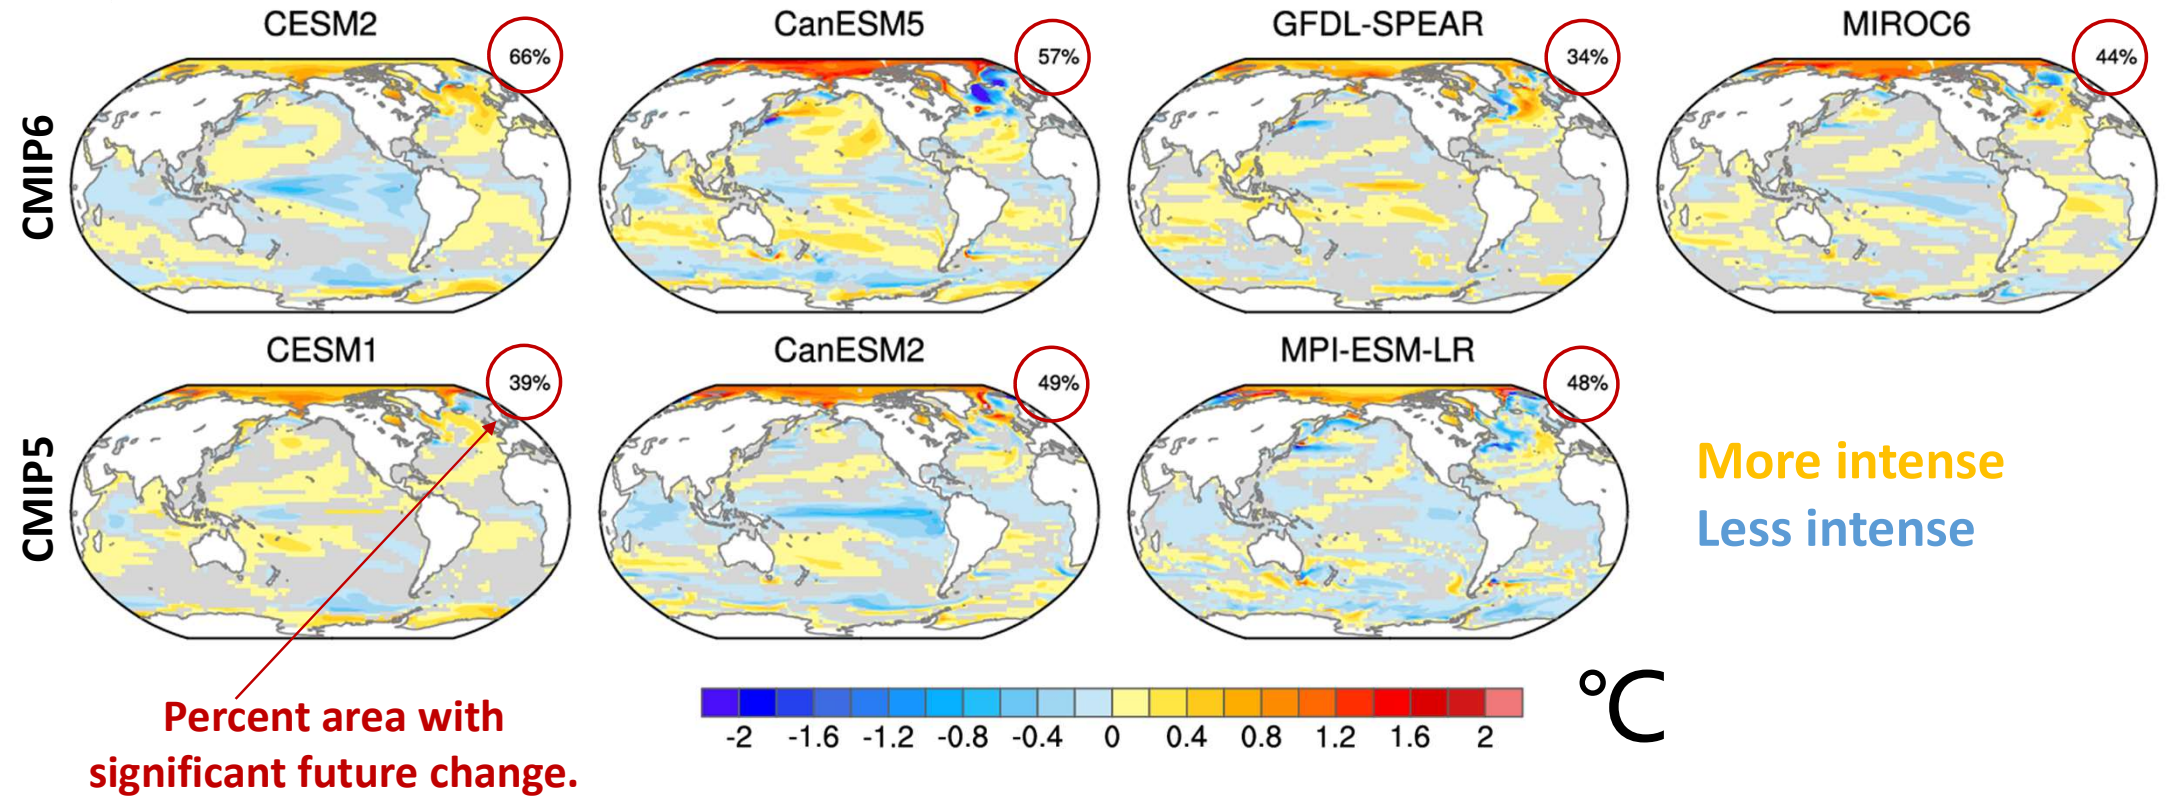 CESM2
CanESM5
GFDL-SPEAR
MIROC6
66%
57%
34%
44%
CMIP6
CESM1
CanESM2
MPI-ESM-LR
39%
49%
48%
CMIP5
More intense
Less intense
Percent area with
significant future change.
-2 -1.6 -1.2 -0.8 -0.4 0 0.4 0.8 1.2 1.6 2
℃